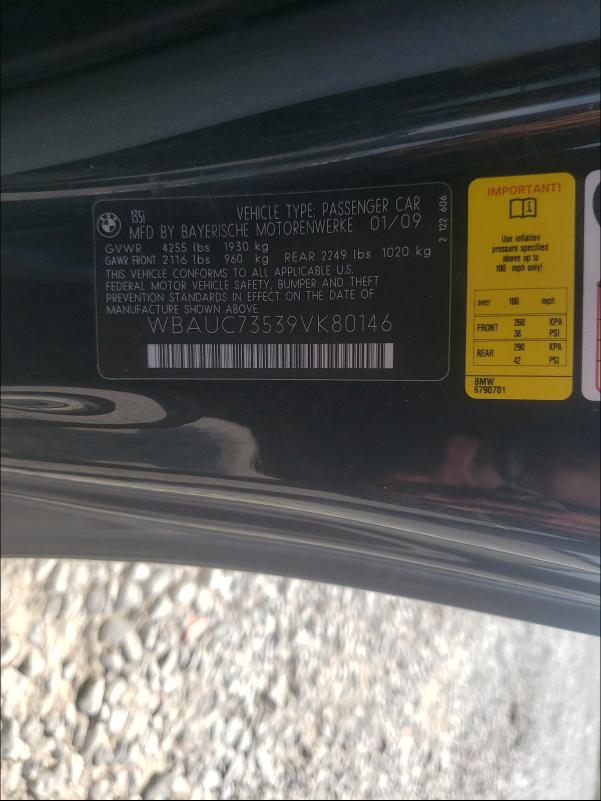 BMW
135i
VEHICLE TYPE: PASSENGER CAR
MFD BY BAYERISCHE MOTORENWERKE 01/09
GVWR 4255 lbs 1930 kg
GAWR FRONT 2116 lbs 960 kg REAR 2249 lbs 1020 kg
THIS VEHICLE CONFORMS TO ALL APPLICABLE U.S.
FEDERAL MOTOR VEHICLE SAFETY, BUMPER AND THEFT
PREVENTION STANDARDS IN EFFECT ON THE DATE OF
MANUFACTURE SHOWN ABOVE.
WBAUC73539VK80146
2 122 606
IMPORTANT!
i
Use inflation
pressure specified
above up to
100 mph only!
over 100 mph
FRONT 260 KPA
38 PSI
REAR 290 KPA
42 PSI
BMW
6790701